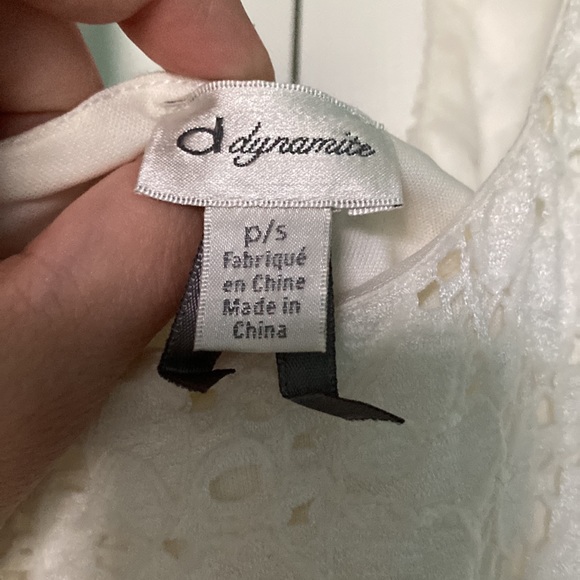 d dynamite
p/s
Fabriqué
en Chine
Made in
China